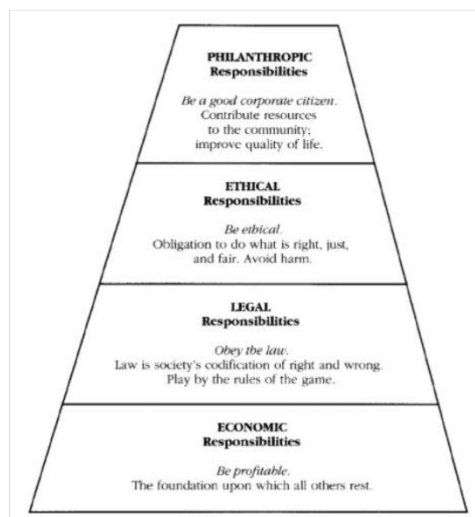 PHILANTHROPIC
Responsibilities
Be a good corporate citizen.
Contribute resources
to the community;
improve quality of life.
ETHICAL
Responsibilities
Be ethical.
Obligation to do what is right, just,
and fair. Avoid harm.
LEGAL
Responsibilities
Obey the law.
Law is society's codification of right and wrong.
Play by the rules of the game.
ECONOMIC
Responsibilities
Be profitable.
The foundation upon which all others rest.